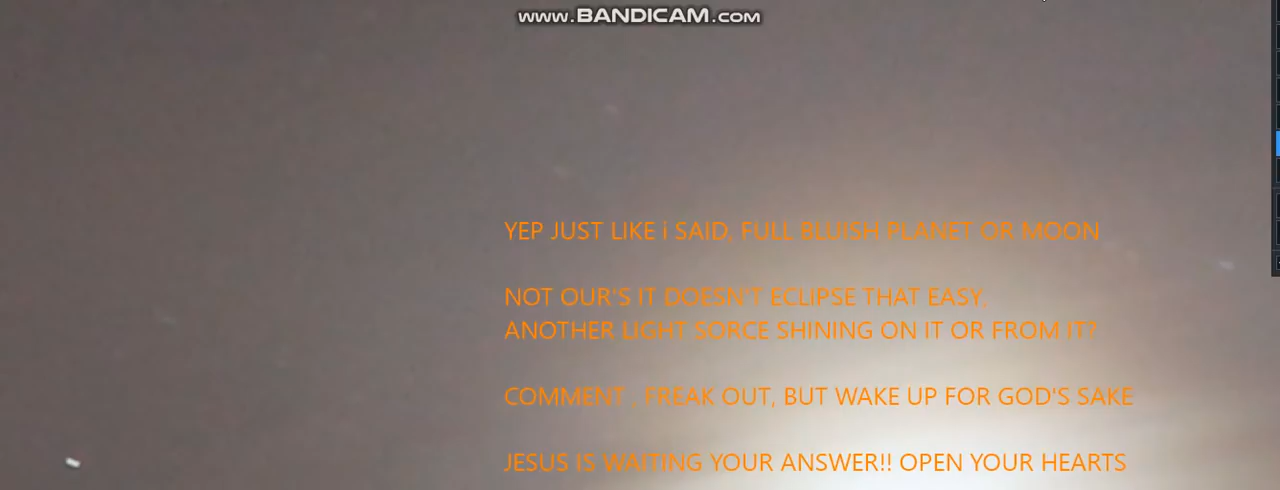 www.BANDICAM.com
YEP JUST LIKE i SAID, FULL BLUISH PLANET OR MOON
NOT OUR'S IT DOESN'T ECLIPSE THAT EASY,
ANOTHER LIGHT SORCE SHINING ON IT OR FROM IT?
COMMENT , FREAK OUT, BUT WAKE UP FOR GOD'S SAKE
JESUS IS WAITING YOUR ANSWER!! OPEN YOUR HEARTS